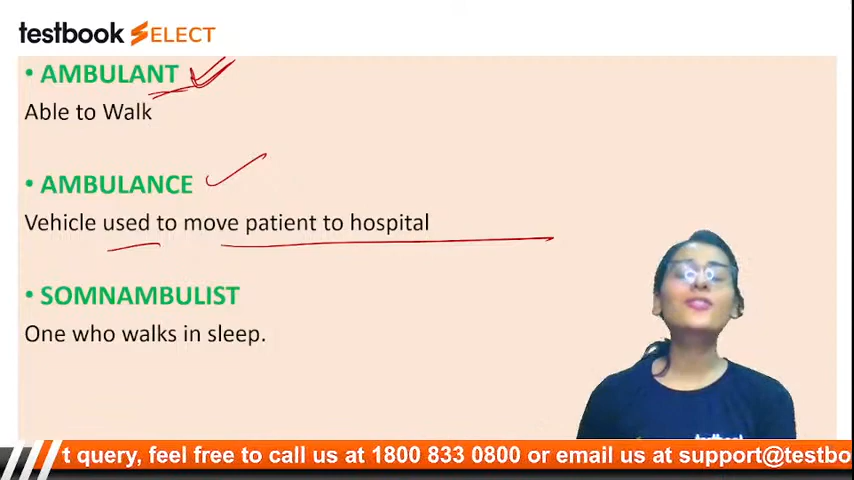 testbook SELECT
• AMBULANT
Able to Walk
• AMBULANCE
Vehicle used to move patient to hospital
• SOMNAMBULIST
One who walks in sleep.
testbook
t query, feel free to call us at 1800 833 0800 or email us at support@testbo